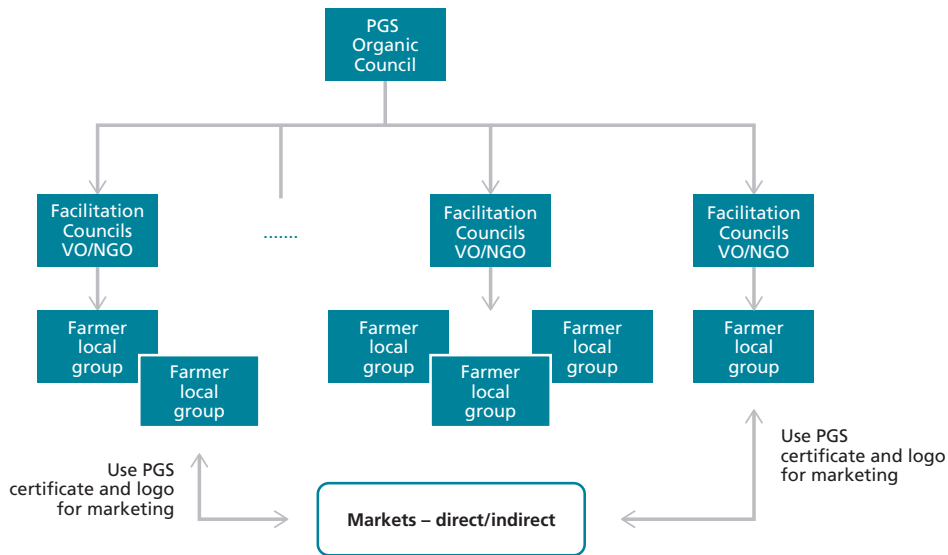 PGS
Organic
Council
Facilitation
Councils
VO/NGO
.......
Facilitation
Councils
VO/NGO
Facilitation
Councils
VO/NGO
Farmer
local
group
Farmer
local
group
Farmer
local
group
Farmer
local
group
Farmer
local
group
Farmer
local
group
Use PGS
certificate and logo
for marketing
Use PGS
certificate and logo
for marketing
Markets – direct/indirect